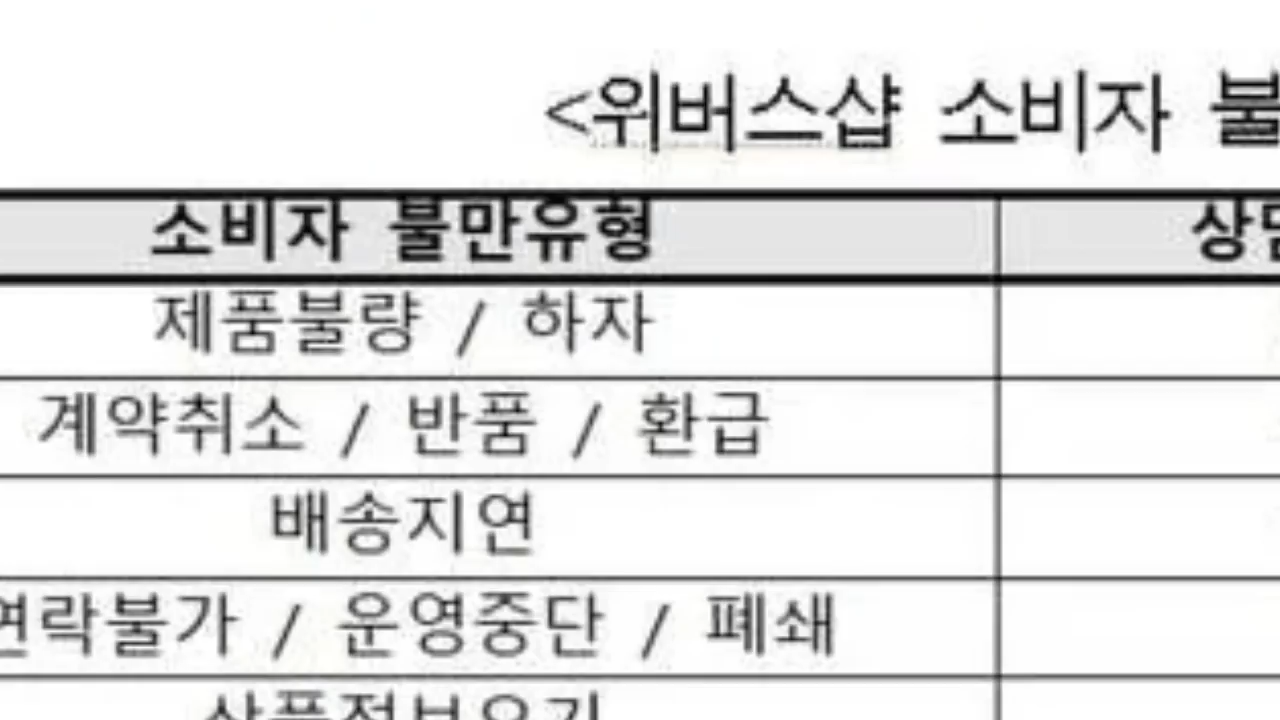 <위버스샵 소비자 불
소비자 불만유형
제품불량 / 하자
계약취소 / 반품 / 환급
배송지연
연락불가 / 운영중단 / 폐쇄